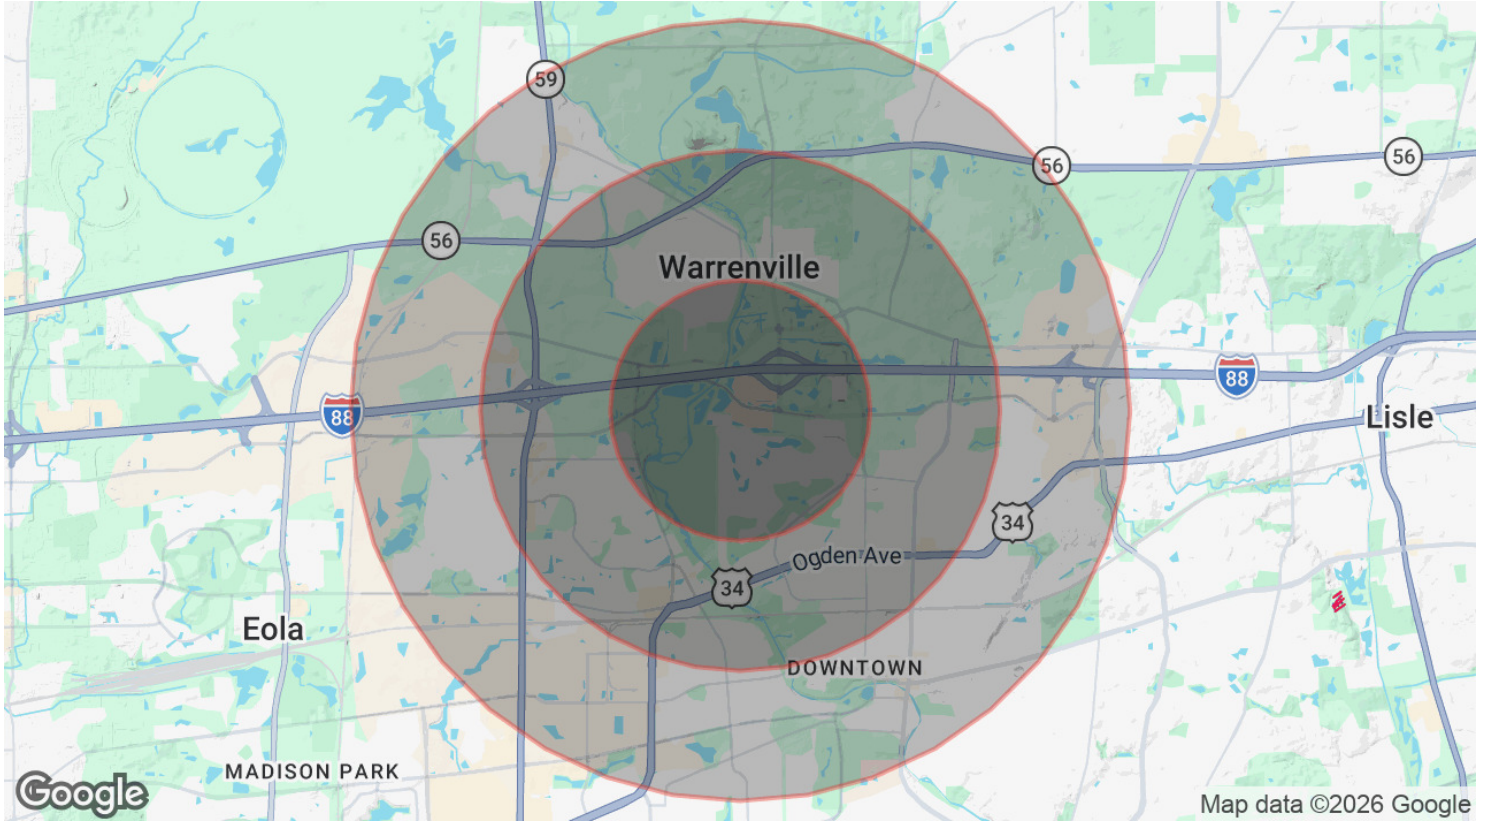 59
56
56
56
Warrenville
88
88
Lisle
34
Ogden Ave
34
Eola
DOWNTOWN
MADISON PARK
Google
Map data ©2026 Google